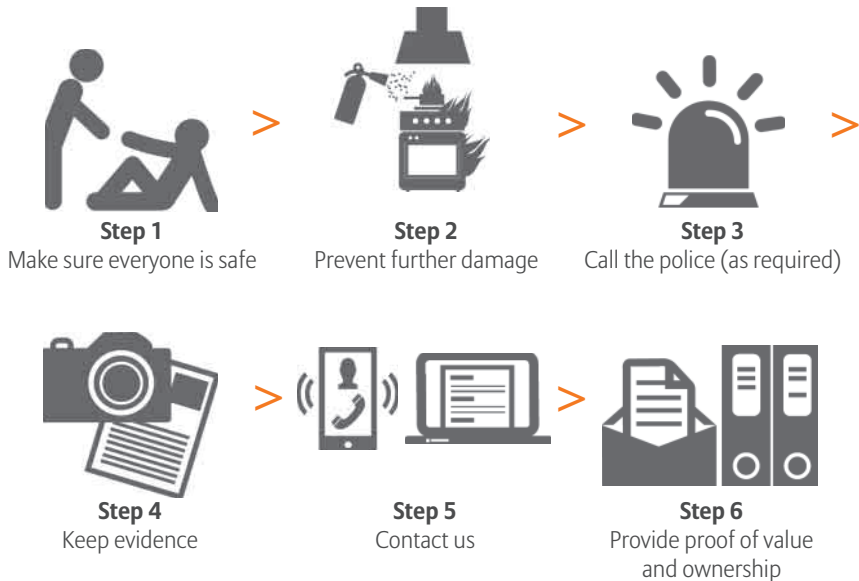 Step 1
Make sure everyone is safe
Step 2
Prevent further damage
Step 3
Call the police (as required)
Step 4
Keep evidence
Step 5
Contact us
Step 6
Provide proof of value
and ownership